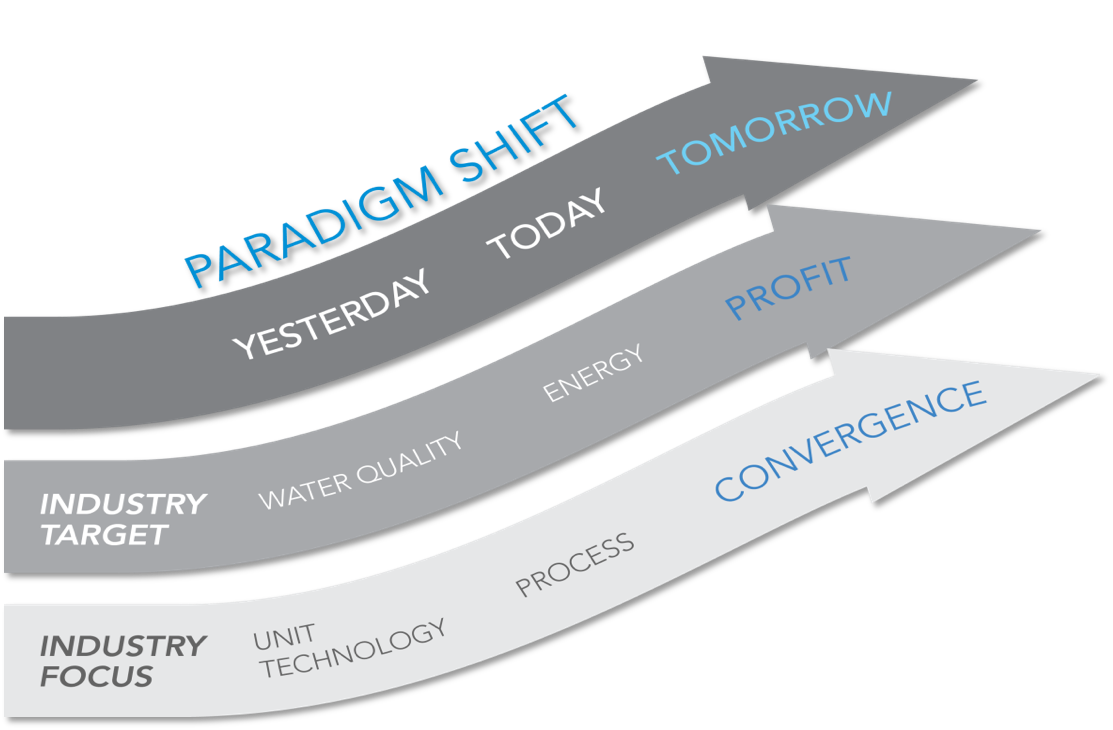 PARADIGM SHIFT
YESTERDAY TODAY TOMORROW
INDUSTRY
TARGET
WATER QUALITY ENERGY PROFIT
INDUSTRY
FOCUS
UNIT
TECHNOLOGY
PROCESS
CONVERGENCE